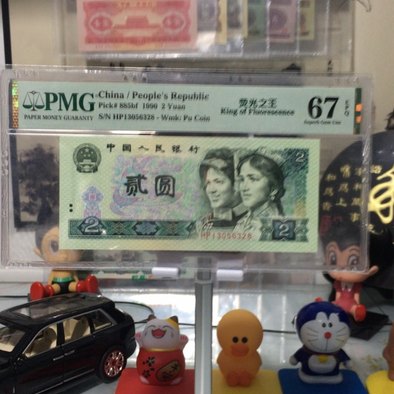 PMG
PAPER MONEY GUARANTY
China / People's Republic
Pick# 885bf 1990 2 Yuan
S/N HP13056328 - Wmk: Pu Coin
荧光之王
King of Fluorescence
67 EPQ
Superb Gem Unc
中国人民银行
贰圆
2
2
2
HP13056328